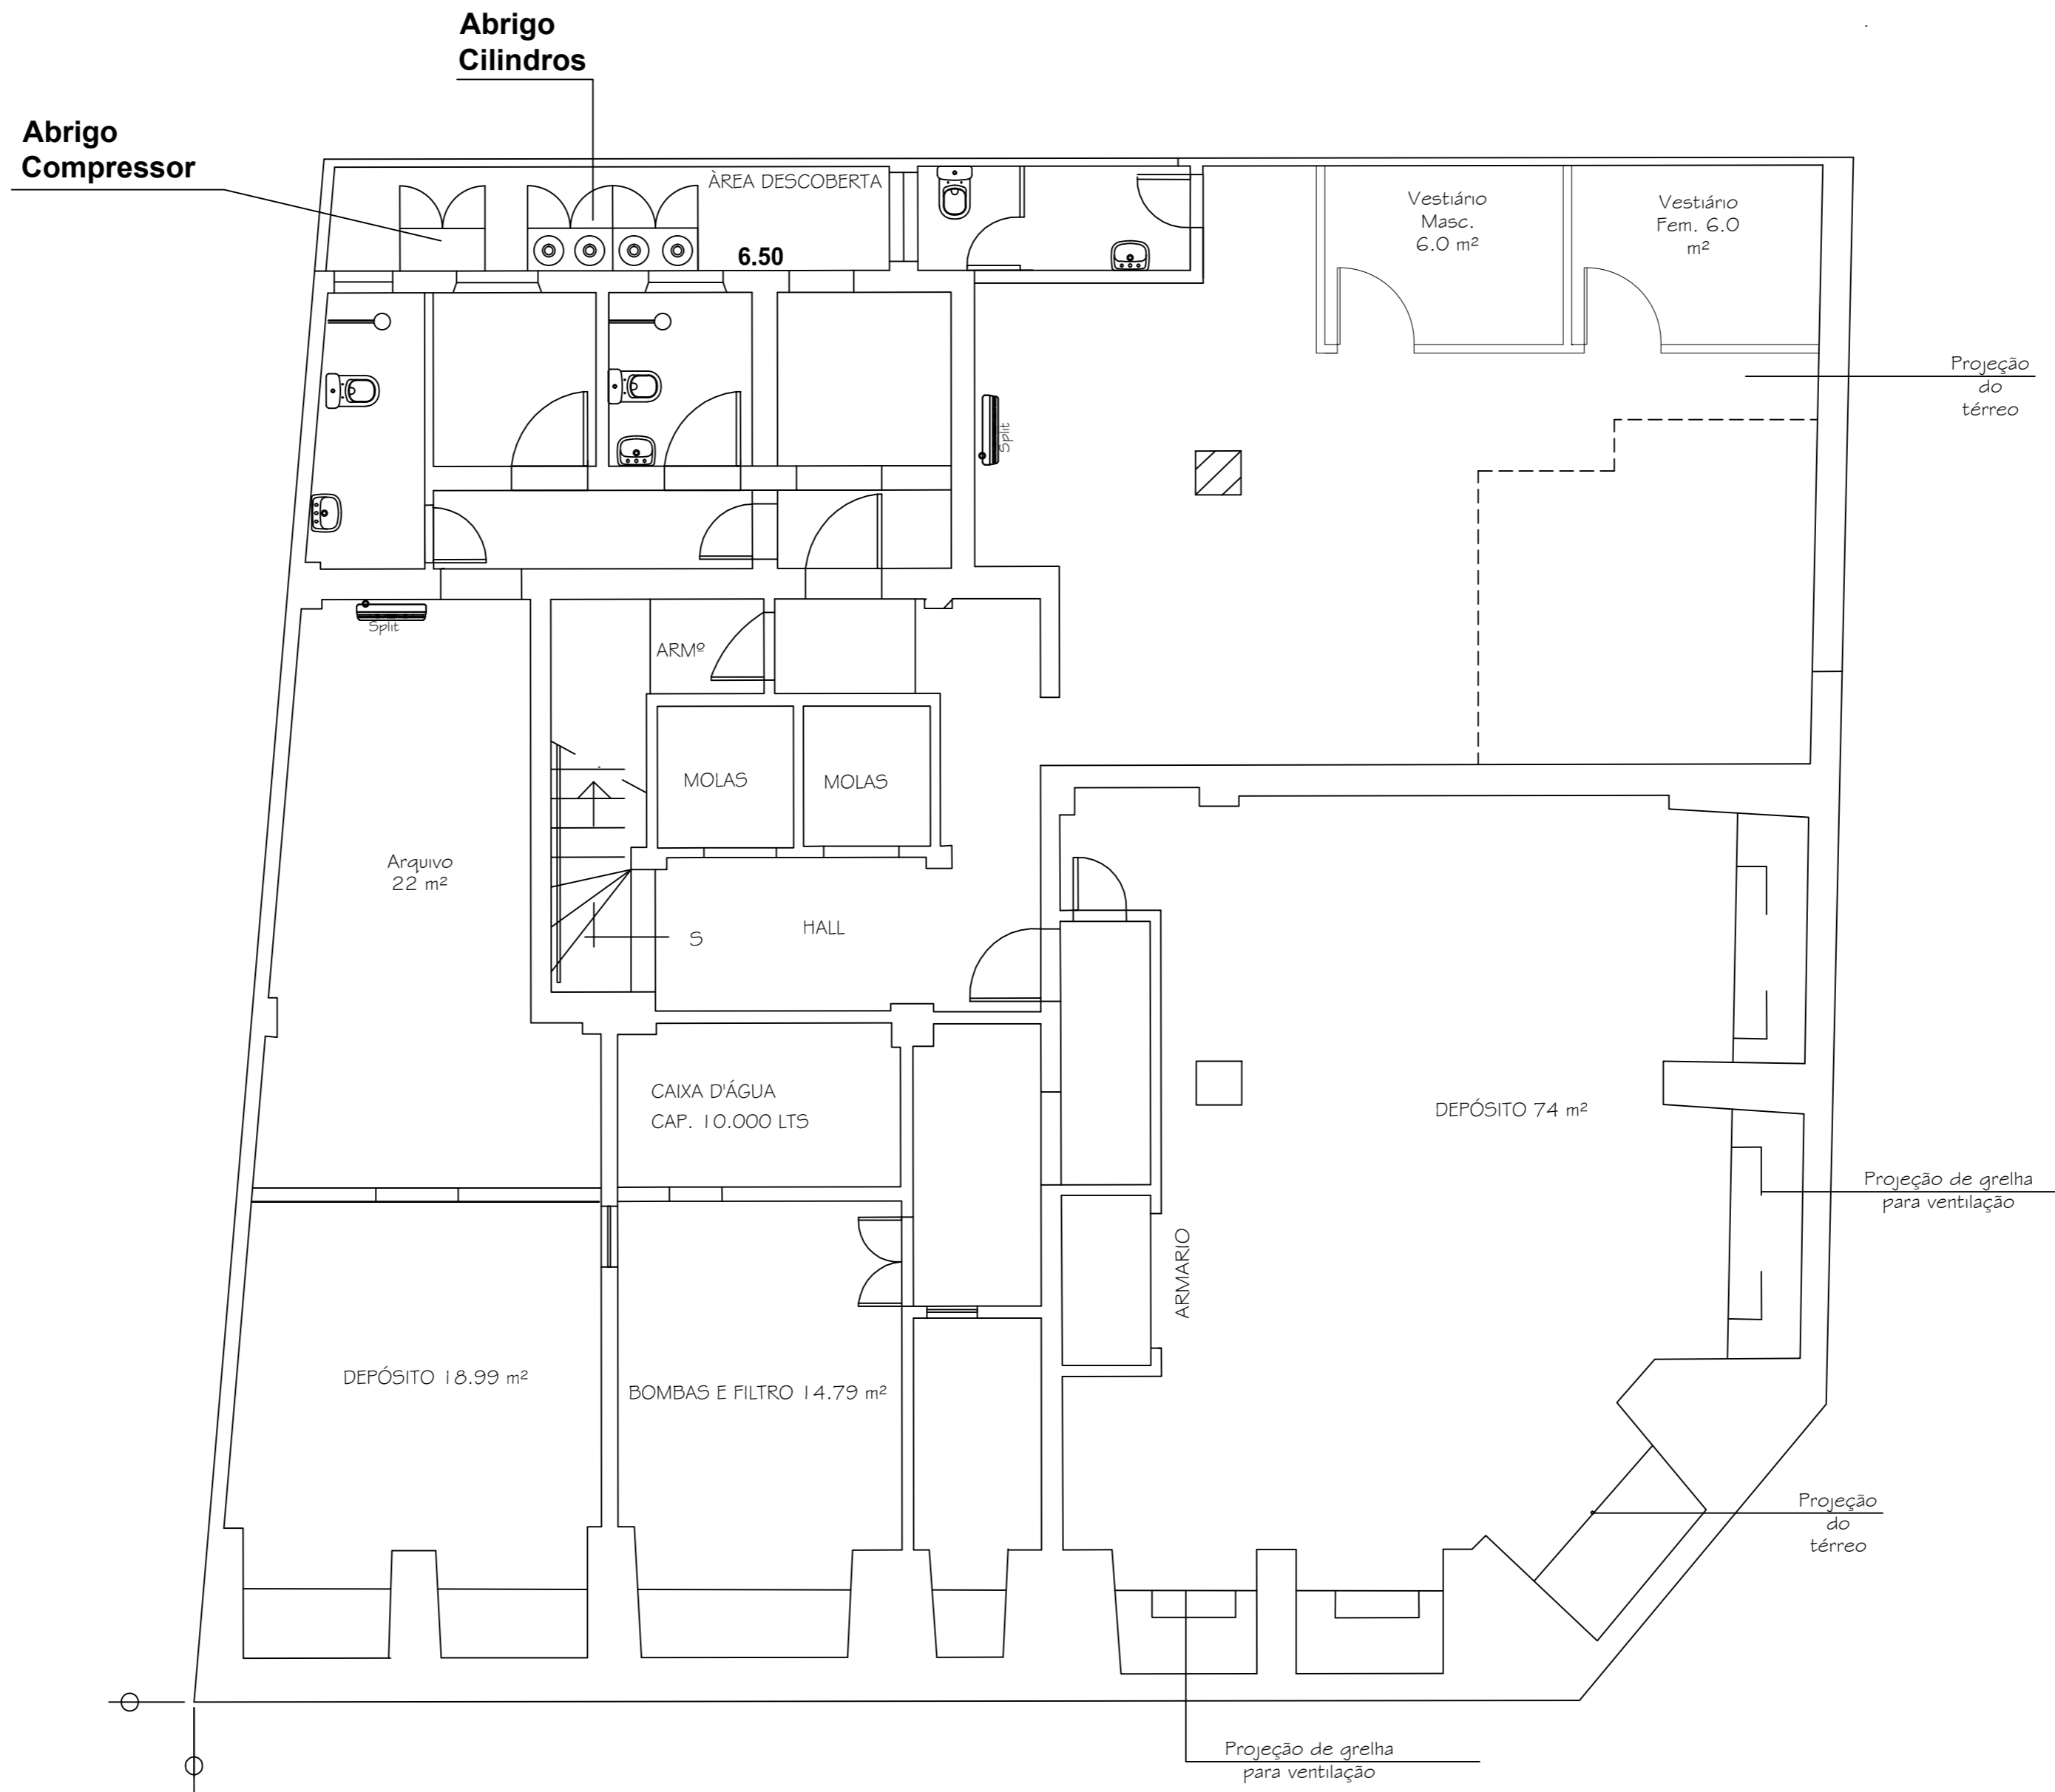 Abrigo
Cilindros
Abrigo
Compressor
ÀREA DESCOBERTA
6.50
Vestiário
Masc.
6.0 m²
Vestiário
Fem. 6.0
m²
Projeção
do
térreo
Split
Split
ARMº
MOLAS
MOLAS
Arquivo
22 m²
HALL
S
CAIXA D'ÁGUA
CAP. 10.000 LTS
DEPÓSITO 74 m²
Projeção de grelha
para ventilação
ARMARIO
DEPÓSITO 18.99 m²
BOMBAS E FILTRO 14.79 m²
Projeção
do
térreo
Projeção de grelha
para ventilação